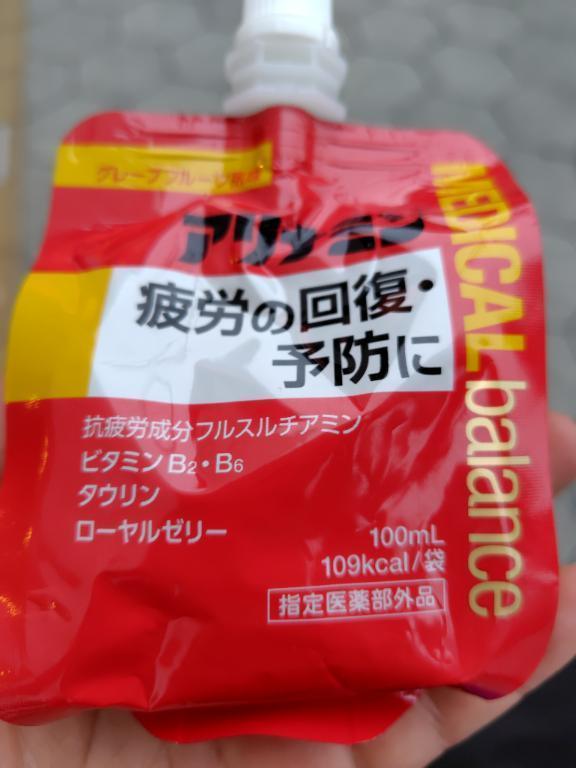 グレープフルーツ
アリナミン
疲労の回復・
予防に
MEDICAL balance
抗疲労成分フルスルチアミン
ビタミンB2・B6
タウリン
ローヤルゼリー
100mL
109kcal/袋
指定医薬部外品